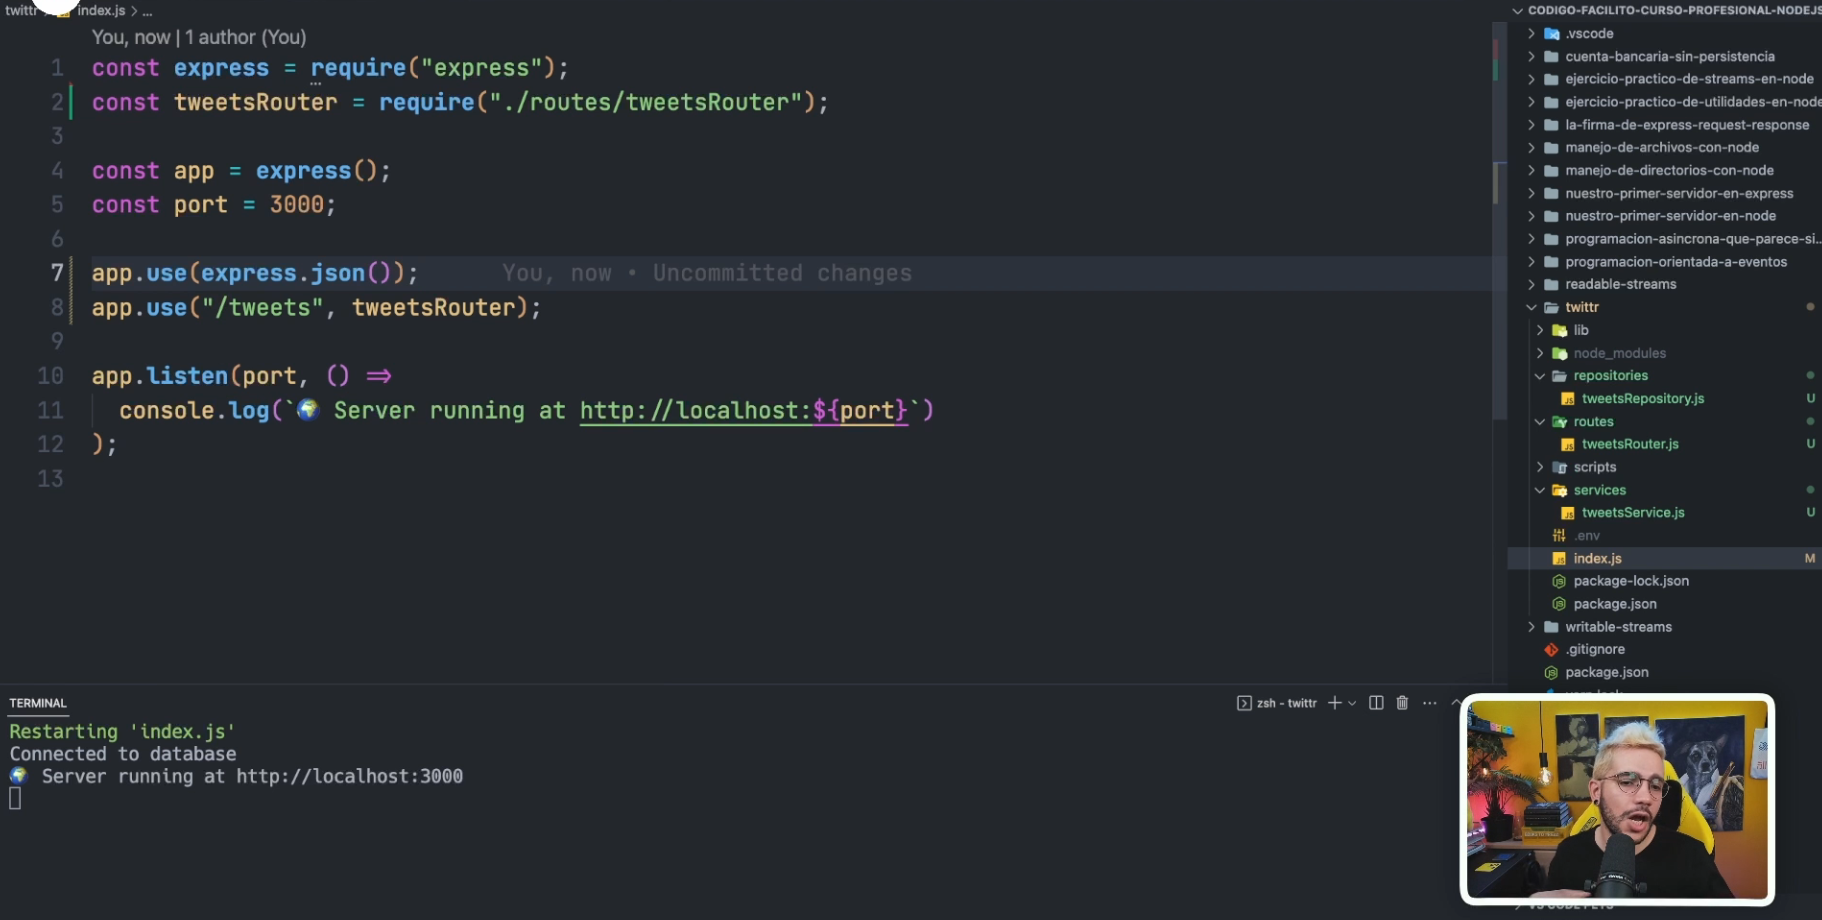 twittr > index.js > ...
You, now | 1 author (You)
1 const express = require("express");
2 const tweetsRouter = require("./routes/tweetsRouter");
3
4 const app = express();
5 const port = 3000;
6
7 app.use(express.json()); You, now • Uncommitted changes
8 app.use("/tweets", tweetsRouter);
9
10 app.listen(port, () =>
11 console.log(`🌍 Server running at http://localhost:${port}`)
12 );
13
TERMINAL
zsh - twittr
Restarting 'index.js'
Connected to database
🌍 Server running at http://localhost:3000
CODIGO-FACILITO-CURSO-PROFESIONAL-NODEJS
.vscode
cuenta-bancaria-sin-persistencia
ejercicio-practico-de-streams-en-node
ejercicio-practico-de-utilidades-en-node
la-firma-de-express-request-response
manejo-de-archivos-con-node
manejo-de-directorios-con-node
nuestro-primer-servidor-en-express
nuestro-primer-servidor-en-node
programacion-asincrona-que-parece-si...
programacion-orientada-a-eventos
readable-streams
twittr
lib
node_modules
repositories
tweetsRepository.js U
routes
tweetsRouter.js U
scripts
services
tweetsService.js U
.env
index.js M
package-lock.json
package.json
writable-streams
.gitignore
package.json